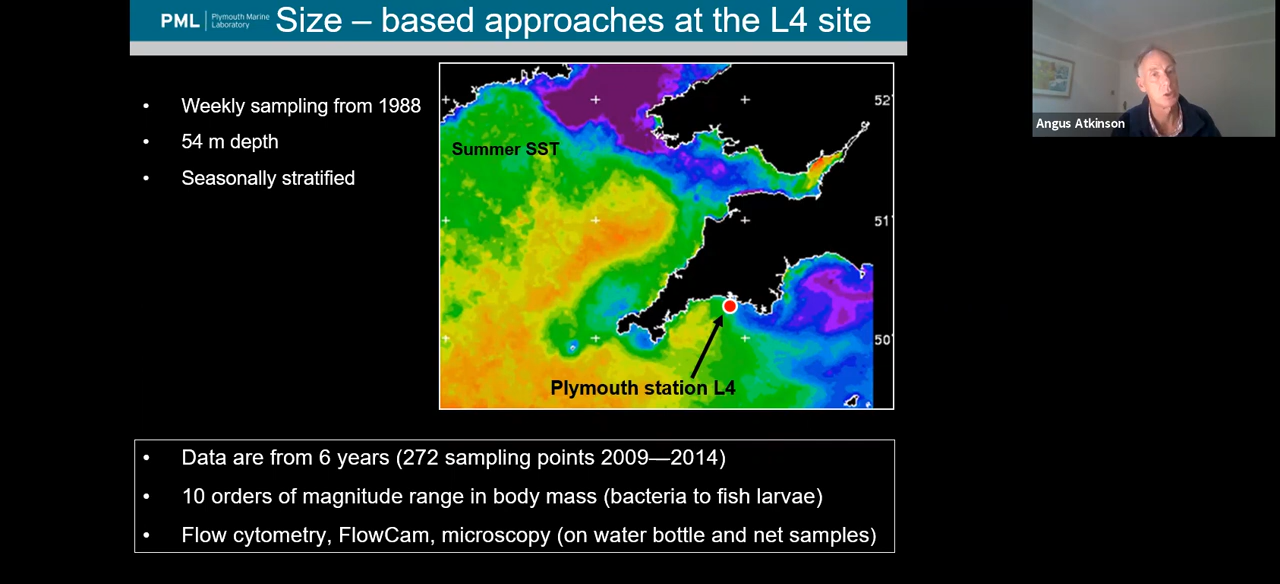 PML | Plymouth Marine Laboratory
Size – based approaches at the L4 site
• Weekly sampling from 1988
• 54 m depth
• Seasonally stratified
Summer SST
52
51
50
Plymouth station L4
• Data are from 6 years (272 sampling points 2009—2014)
• 10 orders of magnitude range in body mass (bacteria to fish larvae)
• Flow cytometry, FlowCam, microscopy (on water bottle and net samples)
Angus Atkinson